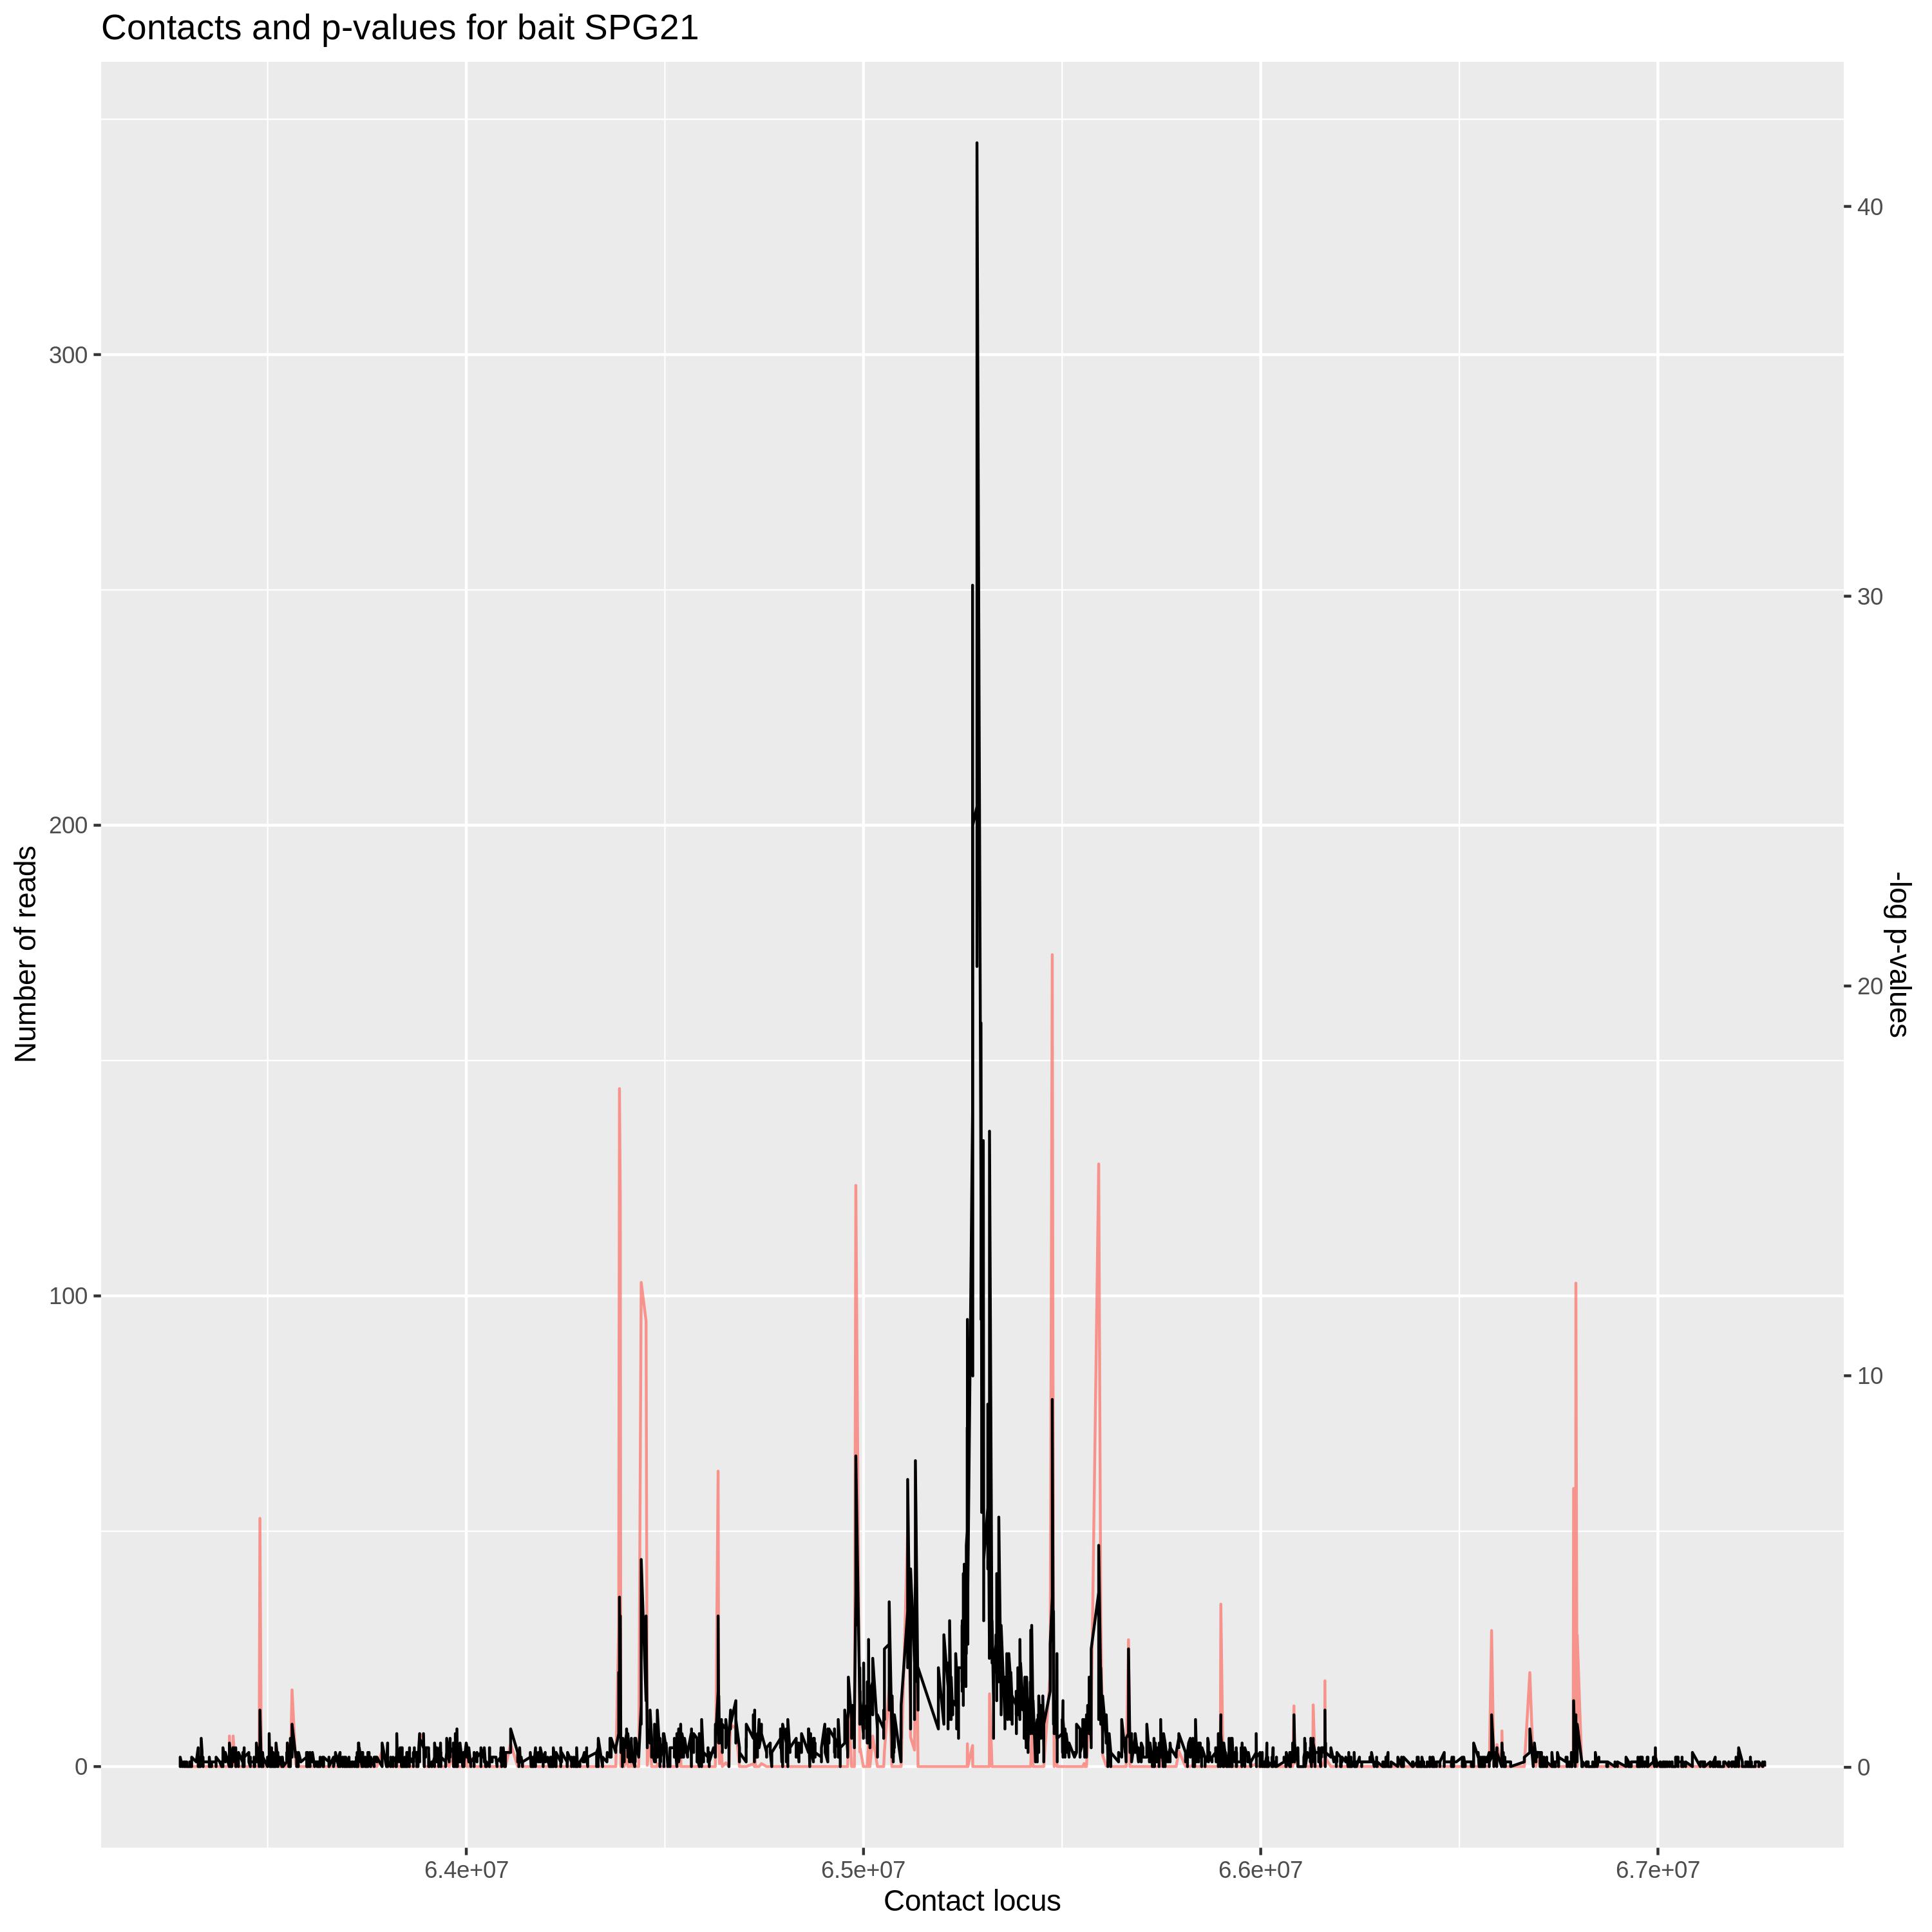 Contacts and p-values for bait SPG21
Number of reads
300
200
100
0
-log p-values
40
30
20
10
0
6.4e+07
6.5e+07
6.6e+07
6.7e+07
Contact locus